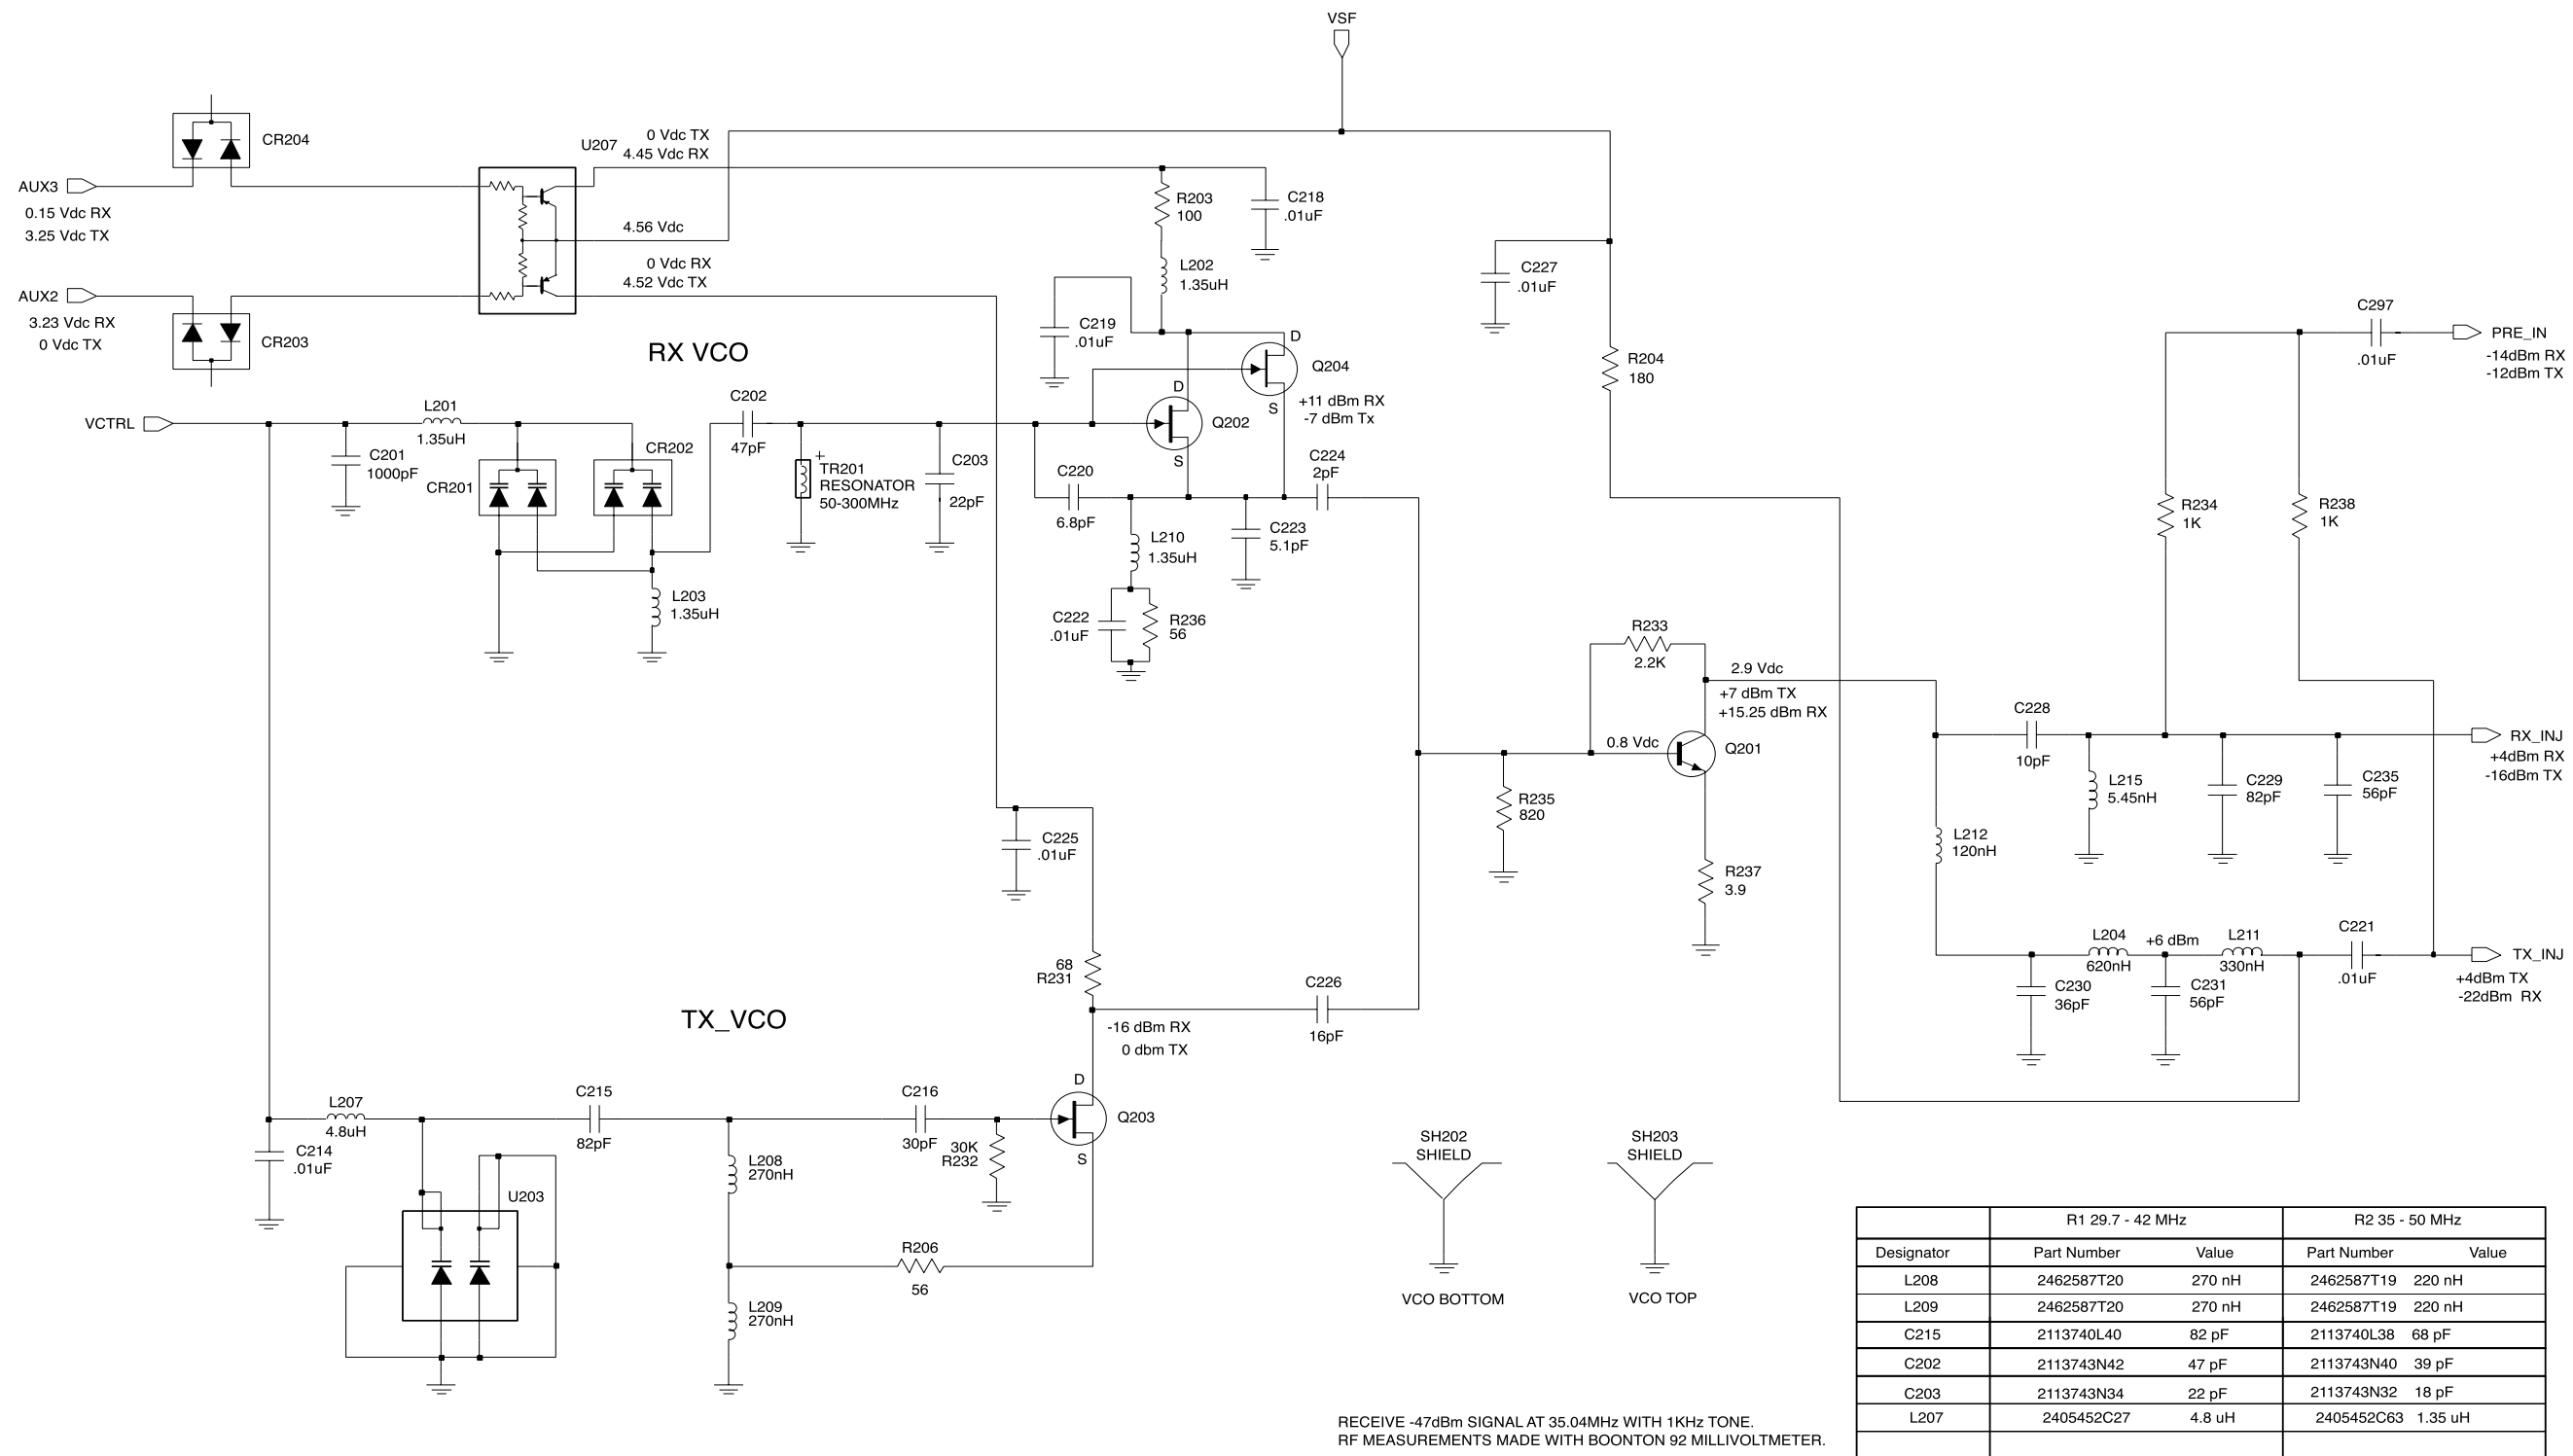 VSF
CR204
U207
0 Vdc TX
4.45 Vdc RX
AUX3
0.15 Vdc RX
3.25 Vdc TX
4.56 Vdc
R203
100
C218
.01uF
0 Vdc RX
4.52 Vdc TX
L202
1.35uH
C227
.01uF
AUX2
3.23 Vdc RX
0 Vdc TX
CR203
RX VCO
C219
.01uF
D
Q204
R204
180
C297
.01uF
PRE_IN
-14dBm RX
-12dBm TX
VCTRL
L201
1.35uH
C202
47pF
D
Q202
S
S
+11 dBm RX
-7 dBm Tx
C201
1000pF
CR201
CR202
+
TR201
RESONATOR
50-300MHz
C203
22pF
C220
6.8pF
C224
2pF
R234
1K
R238
1K
L210
1.35uH
C223
5.1pF
L203
1.35uH
C222
.01uF
R236
56
R233
2.2K
2.9 Vdc
+7 dBm TX
+15.25 dBm RX
0.8 Vdc
Q201
C228
10pF
RX_INJ
+4dBm RX
-16dBm TX
L215
5.45nH
C229
82pF
C235
56pF
R235
820
C225
.01uF
L212
120nH
R237
3.9
68
R231
L204
620nH
+6 dBm
L211
330nH
C221
.01uF
TX_INJ
+4dBm TX
-22dBm RX
C230
36pF
C231
56pF
TX_VCO
-16 dBm RX
0 dbm TX
C226
16pF
L207
4.8uH
C215
82pF
C216
30pF
D
Q203
S
C214
.01uF
30K
R232
L208
270nH
U203
R206
56
L209
270nH
SH202
SHIELD
VCO BOTTOM
SH203
SHIELD
VCO TOP
R1 29.7 - 42 MHz R2 35 - 50 MHz
Designator Part Number Value Part Number Value
L208 2462587T20 270 nH 2462587T19 220 nH
L209 2462587T20 270 nH 2462587T19 220 nH
C215 2113740L40 82 pF 2113740L38 68 pF
C202 2113743N42 47 pF 2113743N40 39 pF
C203 2113743N34 22 pF 2113743N32 18 pF
L207 2405452C27 4.8 uH 2405452C63 1.35 uH
RECEIVE -47dBm SIGNAL AT 35.04MHz WITH 1KHz TONE.
RF MEASUREMENTS MADE WITH BOONTON 92 MILLIVOLTMETER.